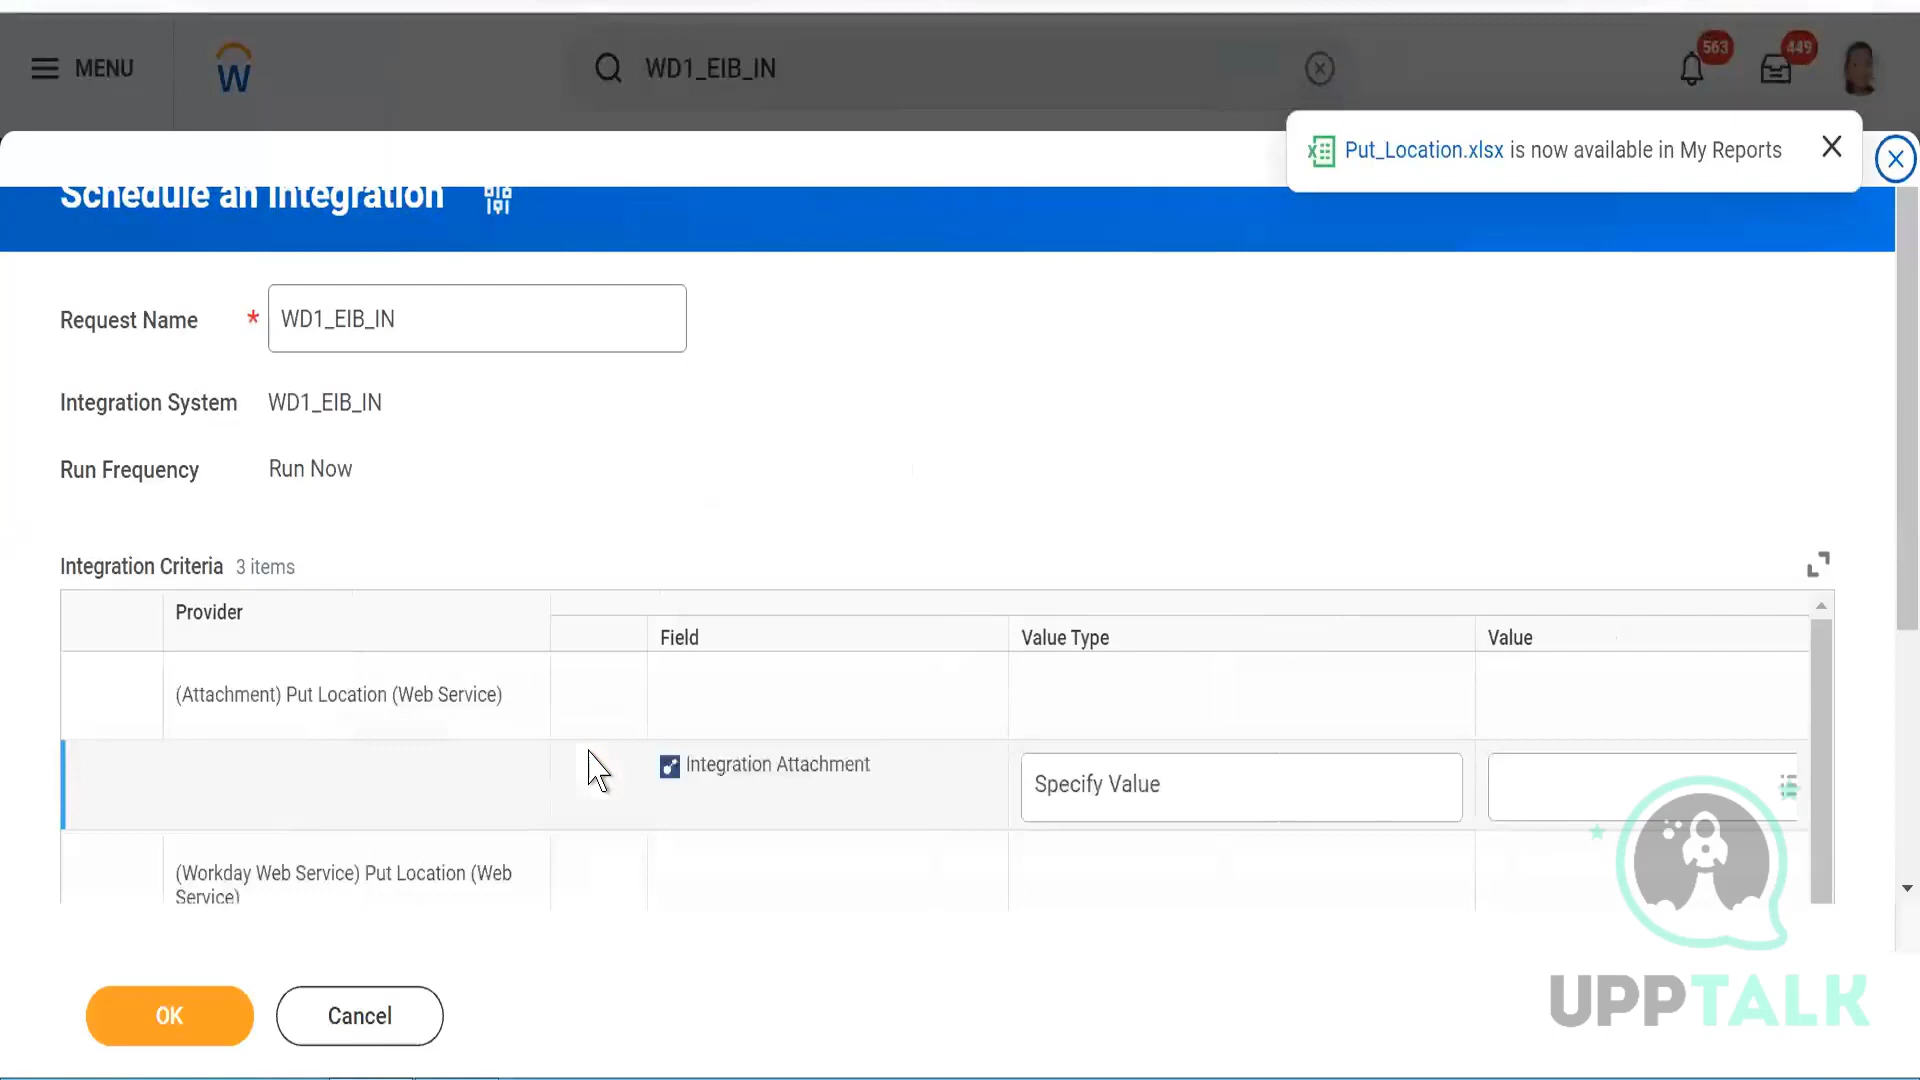 MENU
W
WD1_EIB_IN
563
449
Put_Location.xlsx is now available in My Reports
Schedule an Integration
Request Name * WD1_EIB_IN
Integration System WD1_EIB_IN
Run Frequency Run Now
Integration Criteria 3 items
Provider
Field Value Type Value
(Attachment) Put Location (Web Service)
Integration Attachment Specify Value
(Workday Web Service) Put Location (Web
Service)
OK Cancel
UPPTALK